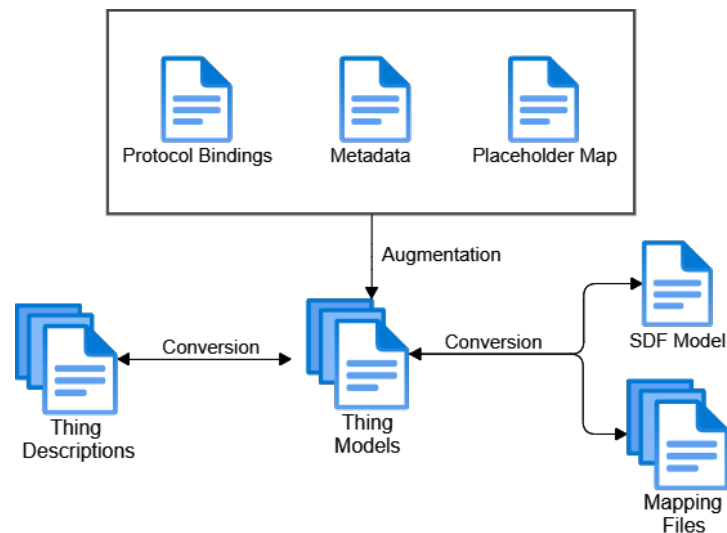 Protocol Bindings
Metadata
Placeholder Map
Augmentation
Conversion
Conversion
SDF Model
Thing
Descriptions
Thing
Models
Mapping
Files